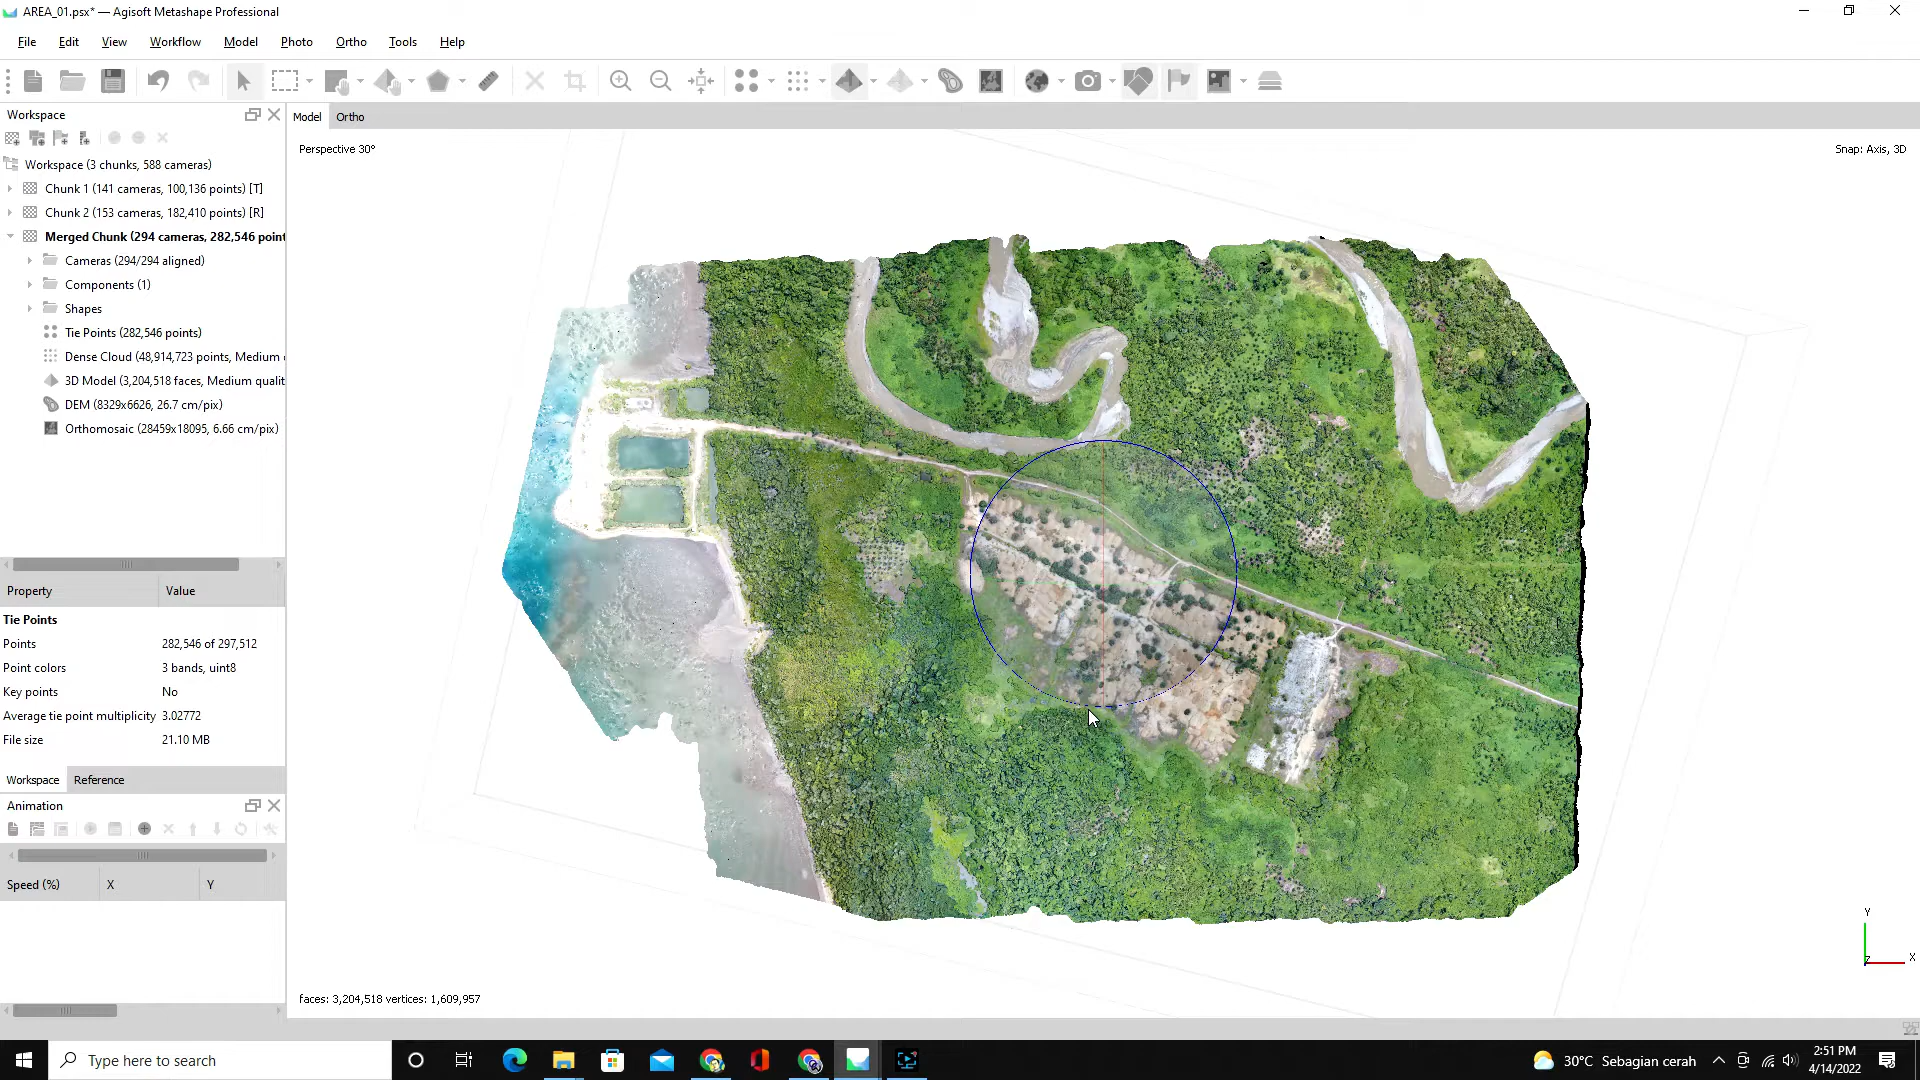 AREA_01.psx* — Agisoft Metashape Professional
File Edit View Workflow Model Photo Ortho Tools Help
Workspace
Model Ortho
Perspective 30°
Snap: Axis, 3D
Workspace (3 chunks, 588 cameras)
Chunk 1 (141 cameras, 100,136 points) [T]
Chunk 2 (153 cameras, 182,410 points) [R]
Merged Chunk (294 cameras, 282,546 point
Cameras (294/294 aligned)
Components (1)
Shapes
Tie Points (282,546 points)
Dense Cloud (48,914,723 points, Medium
3D Model (3,204,518 faces, Medium qualit
DEM (8329x6626, 26.7 cm/pix)
Orthomosaic (28459x18095, 6.66 cm/pix)
Property Value
Tie Points
Points 282,546 of 297,512
Point colors 3 bands, uint8
Key points No
Average tie point multiplicity 3.02772
File size 21.10 MB
Workspace Reference
Animation
Speed (%) X Y
Y
Z X
faces: 3,204,518 vertices: 1,609,957
Type here to search
30°C Sebagian cerah
2:51 PM
4/14/2022